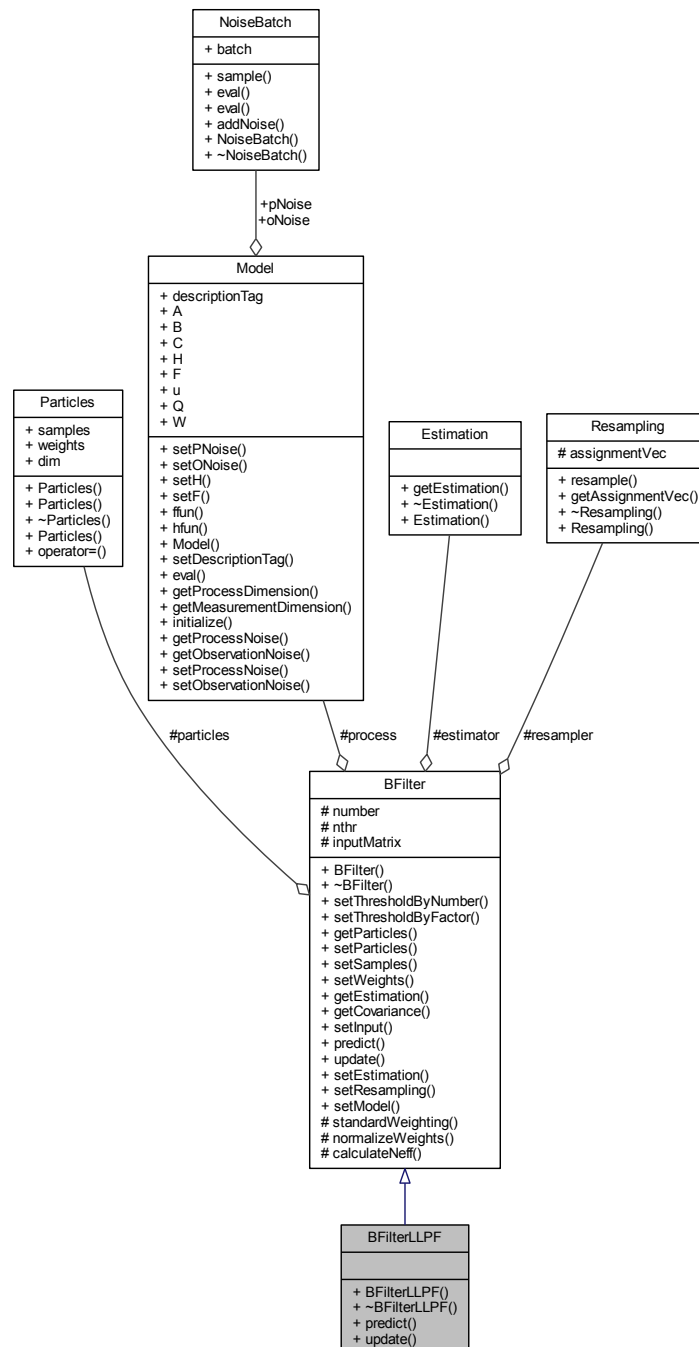 NoiseBatch
+ batch
+ sample()
+ eval()
+ eval()
+ addNoise()
+ NoiseBatch()
+ ~NoiseBatch()
+pNoise
+oNoise
Model
+ descriptionTag
+ A
+ B
+ C
+ H
+ F
+ u
+ Q
+ W
+ setPNoise()
+ setONoise()
+ setH()
+ setF()
+ ffun()
+ hfun()
+ Model()
+ setDescriptionTag()
+ eval()
+ getProcessDimension()
+ getMeasurementDimension()
+ initialize()
+ getProcessNoise()
+ getObservationNoise()
+ setProcessNoise()
+ setObservationNoise()
Particles
+ samples
+ weights
+ dim
+ Particles()
+ Particles()
+ ~Particles()
+ Particles()
+ operator=()
Estimation
+ getEstimation()
+ ~Estimation()
+ Estimation()
Resampling
# assignmentVec
+ resample()
+ getAssignmentVec()
+ ~Resampling()
+ Resampling()
#particles
#process
#estimator
#resampler
BFilter
# number
# nthr
# inputMatrix
+ BFilter()
+ ~BFilter()
+ setThresholdByNumber()
+ setThresholdByFactor()
+ getParticles()
+ setParticles()
+ setSamples()
+ setWeights()
+ getEstimation()
+ getCovariance()
+ setInput()
+ predict()
+ update()
+ setEstimation()
+ setResampling()
+ setModel()
# standardWeighting()
# normalizeWeights()
# calculateNeff()
BFilterLLPF
+ BFilterLLPF()
+ ~BFilterLLPF()
+ predict()
+ update()